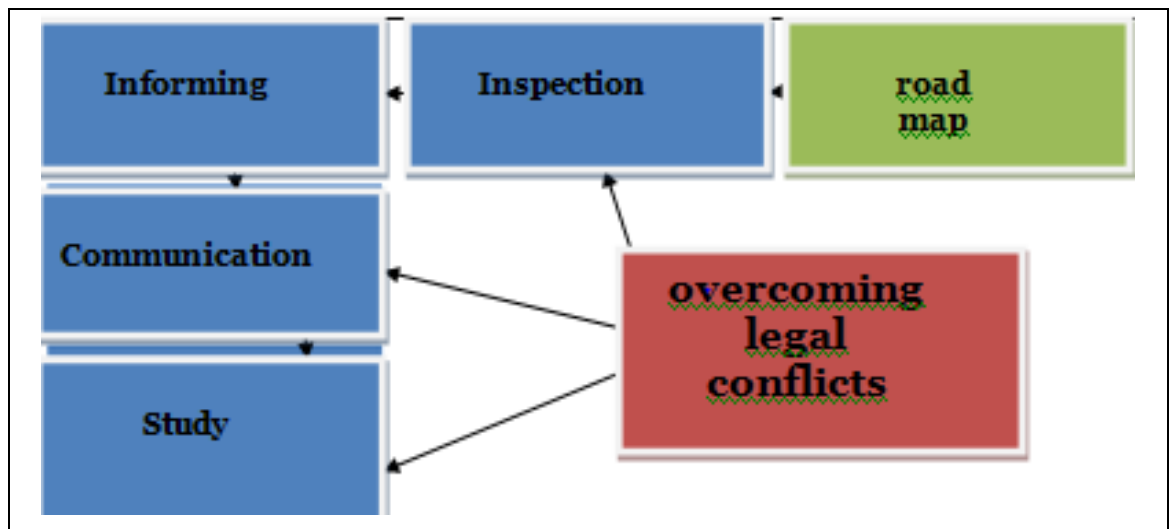 Informing
Inspection
road
map
Communication
overcoming
legal
conflicts
Study